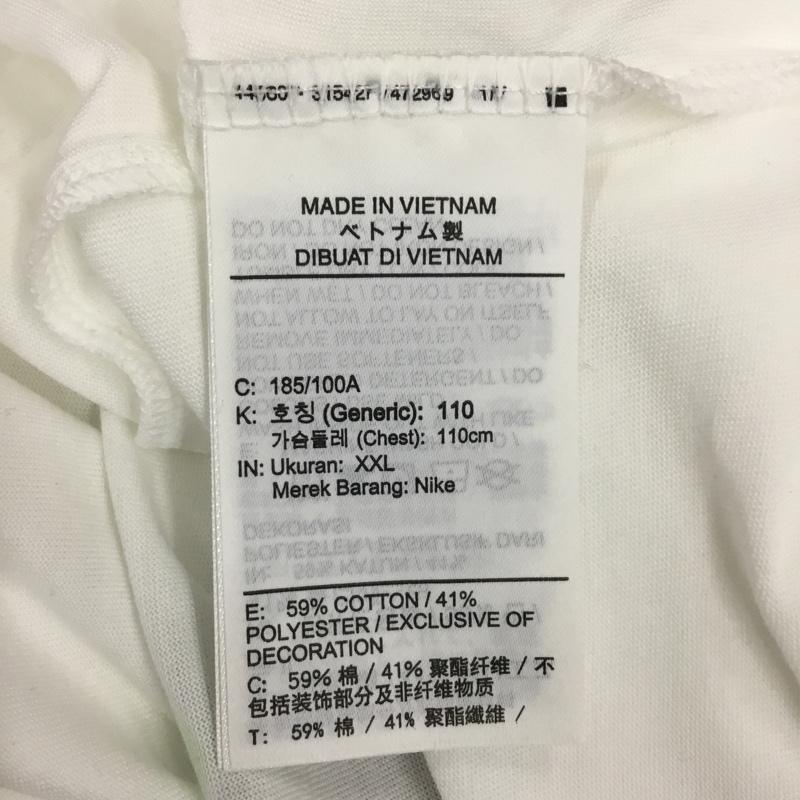 MADE IN VIETNAM
ベトナム製
DIBUAT DI VIETNAM
C: 185/100A
K: 호칭 (Generic): 110
가슴둘레 (Chest): 110cm
IN: Ukuran: XXL
Merek Barang: Nike
E: 59% COTTON / 41%
POLYESTER / EXCLUSIVE OF
DECORATION
C: 59% 棉 / 41% 聚酯纤维 / 不
包括装饰部分及非纤维物质
T: 59% 棉 / 41% 聚酯纖維 /